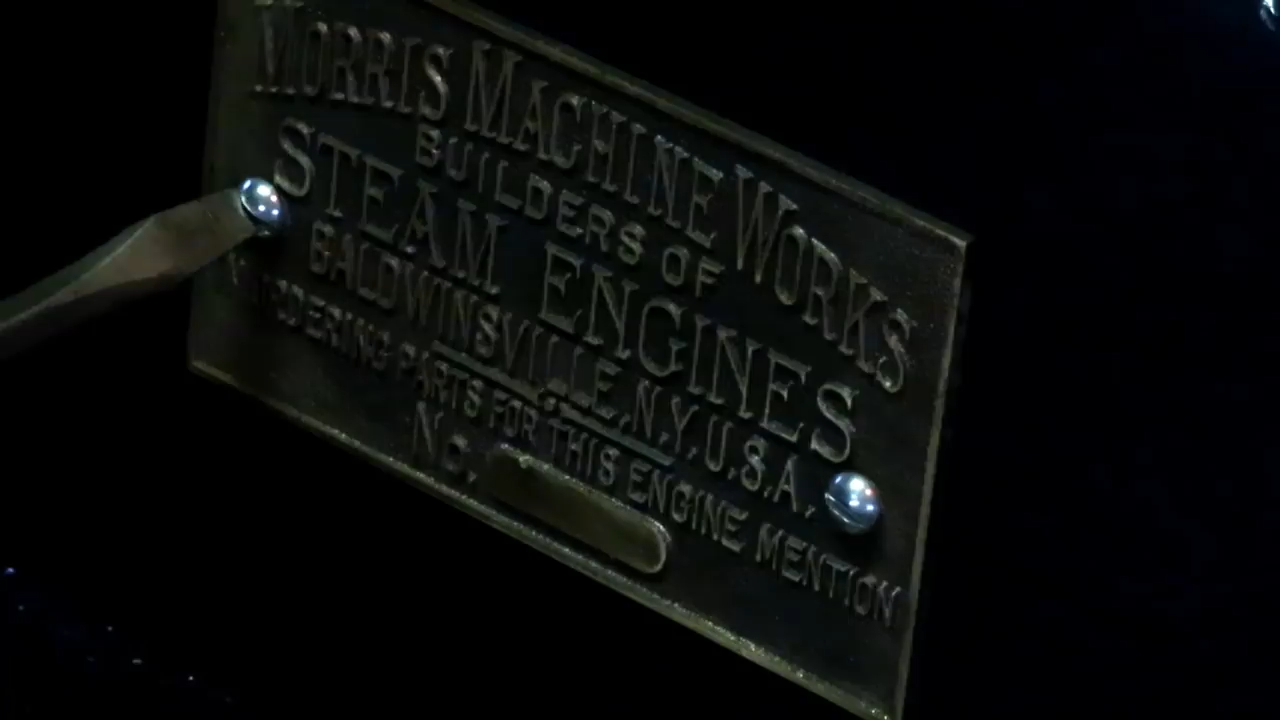 MORRIS MACHINE WORKS
BUILDERS OF
STEAM ENGINES
BALDWINSVILLE, N.Y., U.S.A.
PARTS FOR THIS ENGINE MENTION
No.